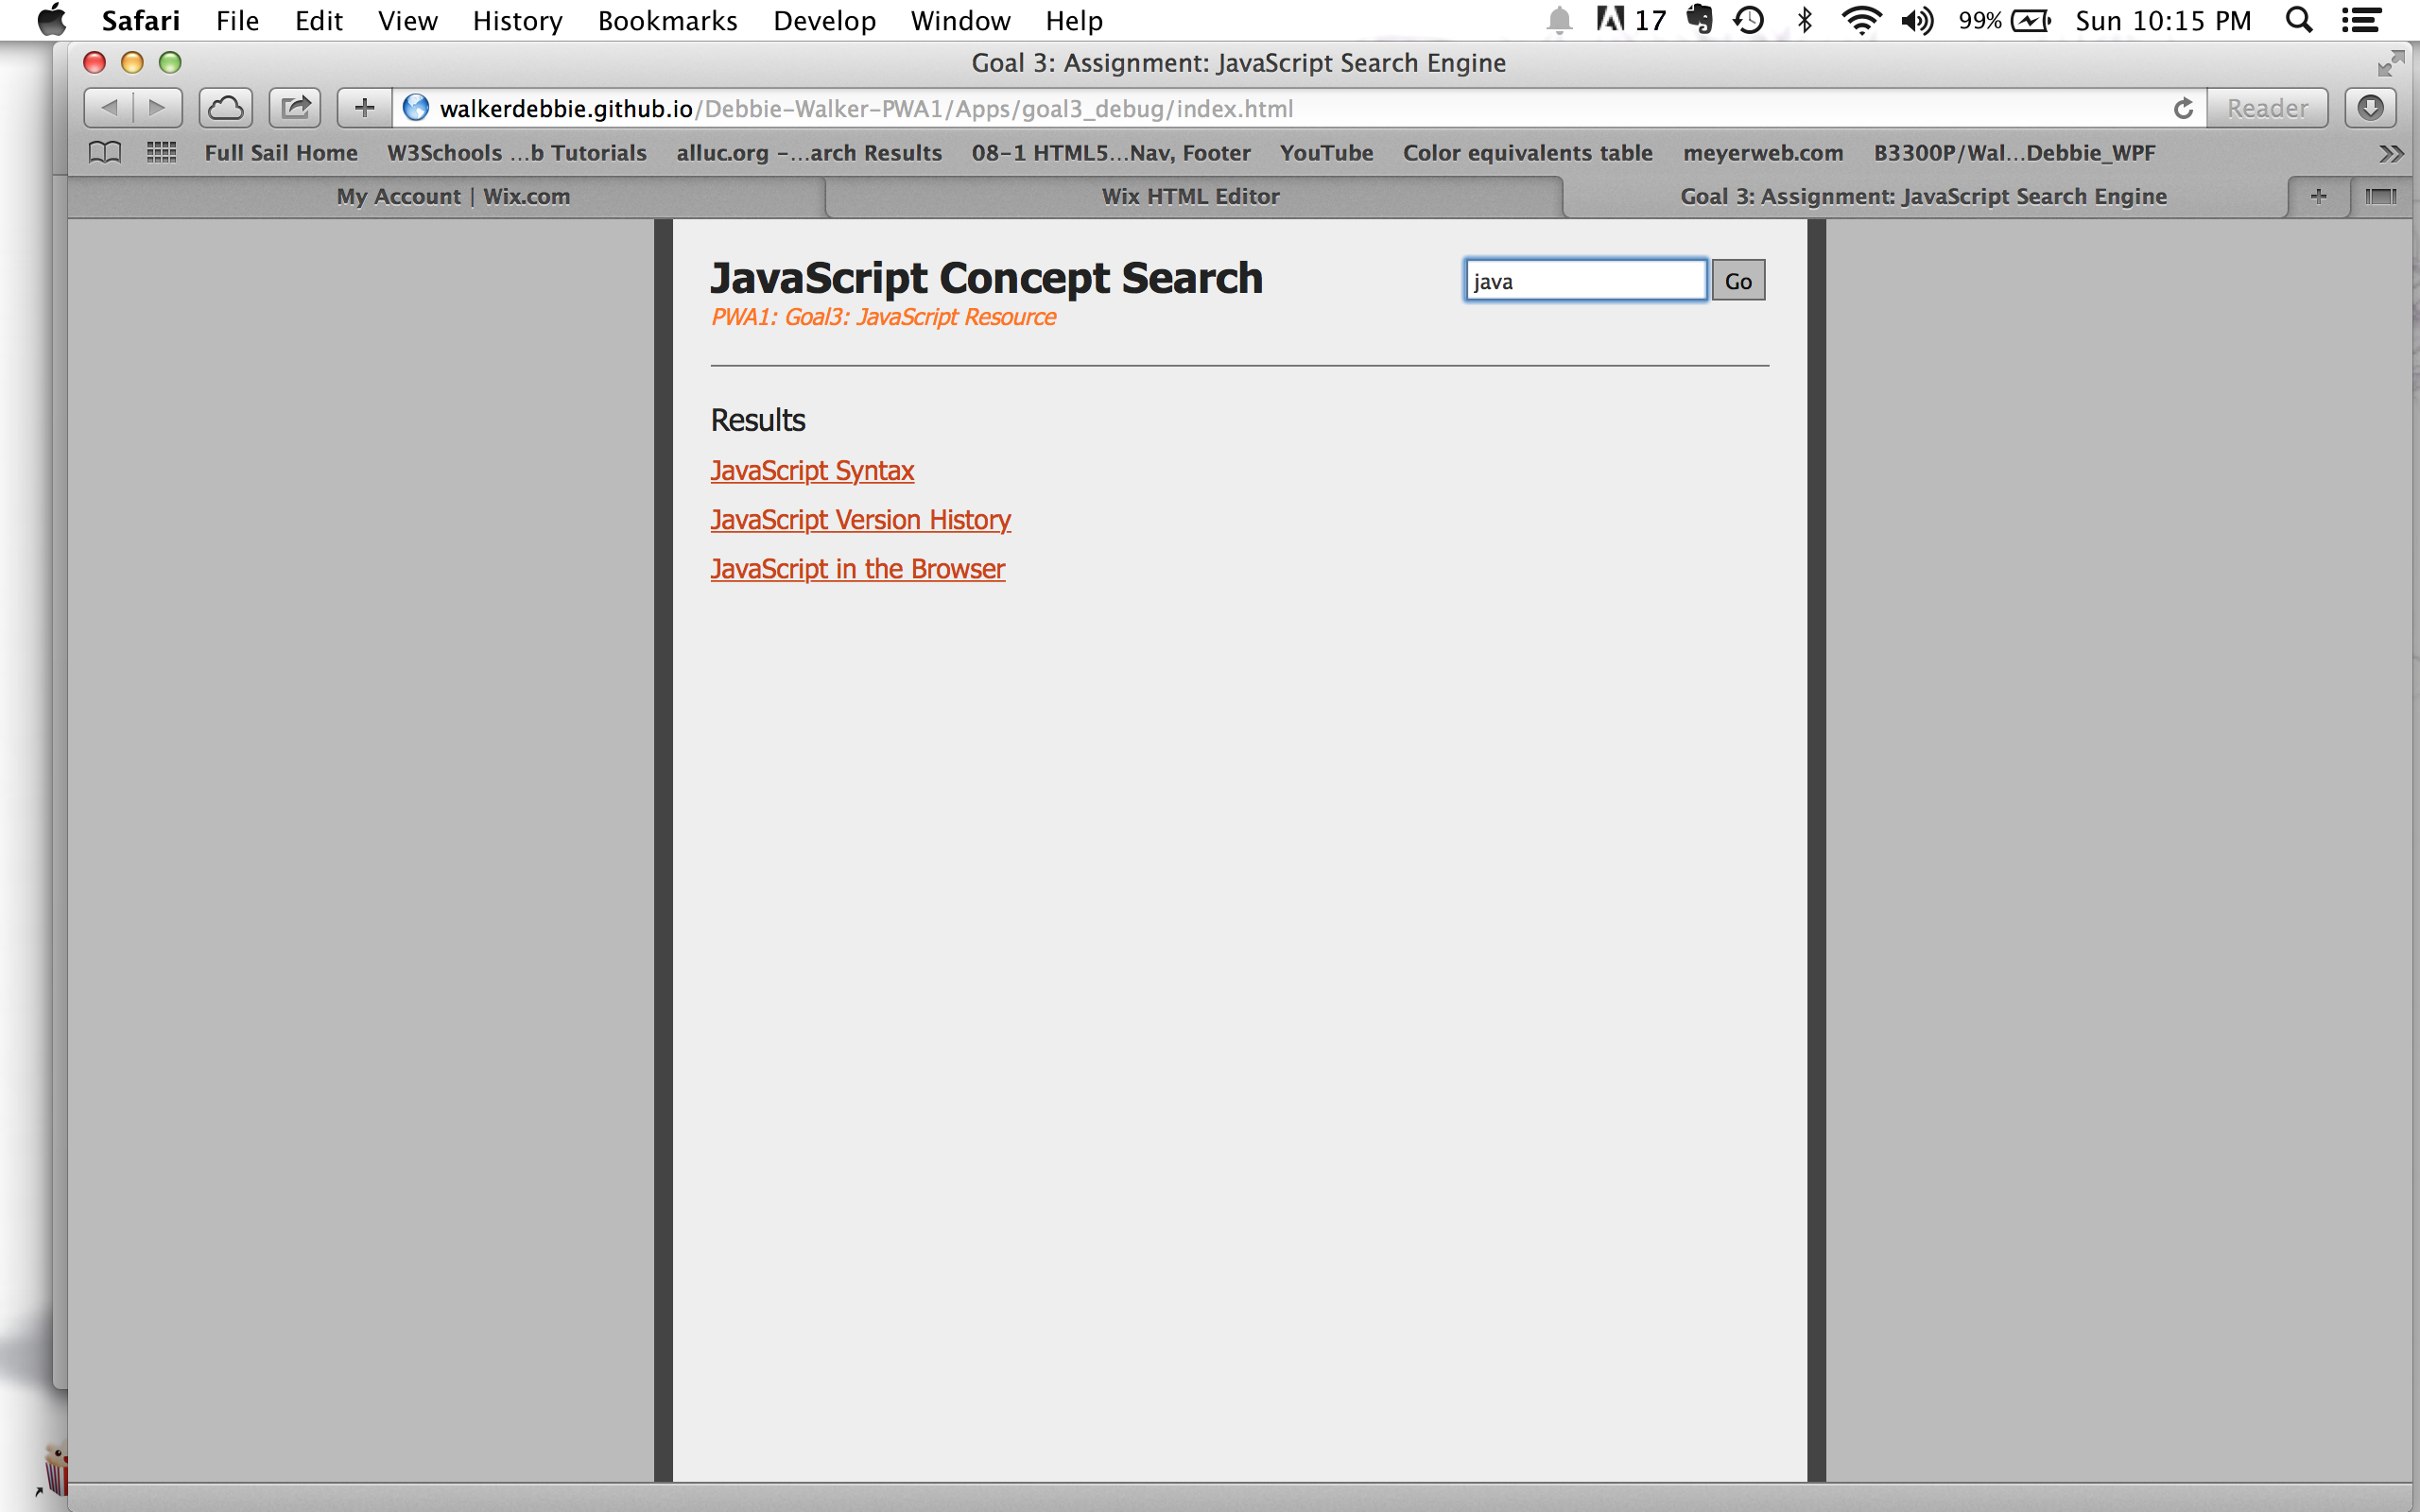 Safari File Edit View History Bookmarks Develop Window Help 17 99% Sun 10:15 PM
Goal 3: Assignment: JavaScript Search Engine
walkerdebbie.github.io/Debbie-Walker-PWA1/Apps/goal3_debug/index.html Reader
Full Sail Home W3Schools ...b Tutorials alluc.org -...arch Results 08-1 HTML5...Nav, Footer YouTube Color equivalents table meyerweb.com B3300P/Wal...Debbie_WPF
My Account | Wix.com Wix HTML Editor Goal 3: Assignment: JavaScript Search Engine
JavaScript Concept Search java Go
PWA1: Goal3: JavaScript Resource
Results
JavaScript Syntax
JavaScript Version History
JavaScript in the Browser